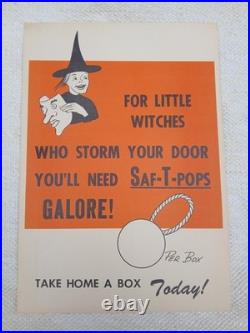 FOR LITTLE
WITCHES
WHO STORM YOUR DOOR
YOU'LL NEED SAF-T-POPS
GALORE!
PER BOX
TAKE HOME A BOX Today!